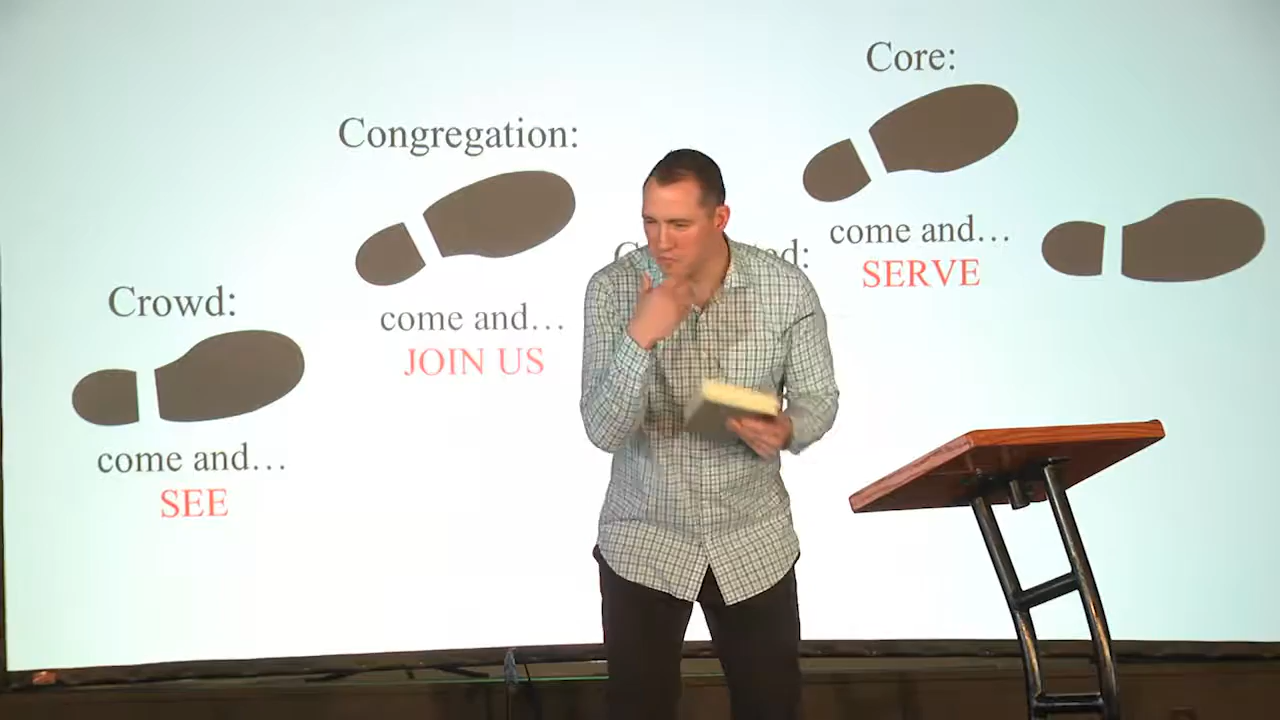 Crowd:
come and…
SEE
Congregation:
come and…
JOIN US
Core:
come and…
SERVE